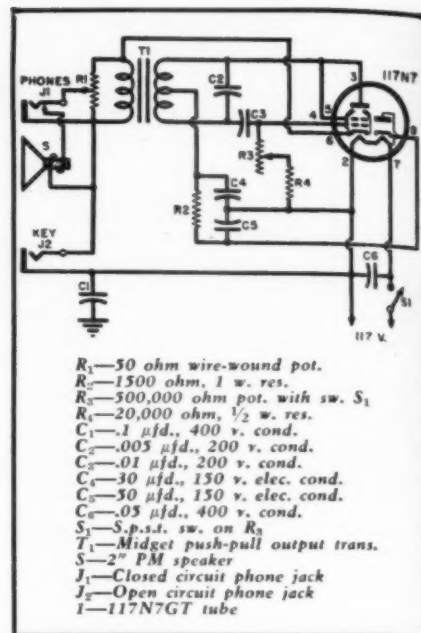 PHONES
J1
R1
T1
C2
C3
117N7
3
5
4
6
8
2
7
S
R3
R4
C4
R2
C5
KEY
J2
C6
C1
S1
117 V.
R₁—50 ohm wire-wound pot.
R₂—1500 ohm, 1 w. res.
R₃—500,000 ohm pot. with sw. S₁
R₄—20,000 ohm, ½ w. res.
C₁—.1 μfd., 400 v. cond.
C₂—.005 μfd., 200 v. cond.
C₃—.01 μfd., 200 v. cond.
C₄—30 μfd., 150 v. elec. cond.
C₅—50 μfd., 150 v. elec. cond.
C₆—.05 μfd., 400 v. cond.
S₁—S.p.s.t. sw. on R₃
T₁—Midget push-pull output trans.
S—2" PM speaker
J₁—Closed circuit phone jack
J₂—Open circuit phone jack
1—117N7GT tube